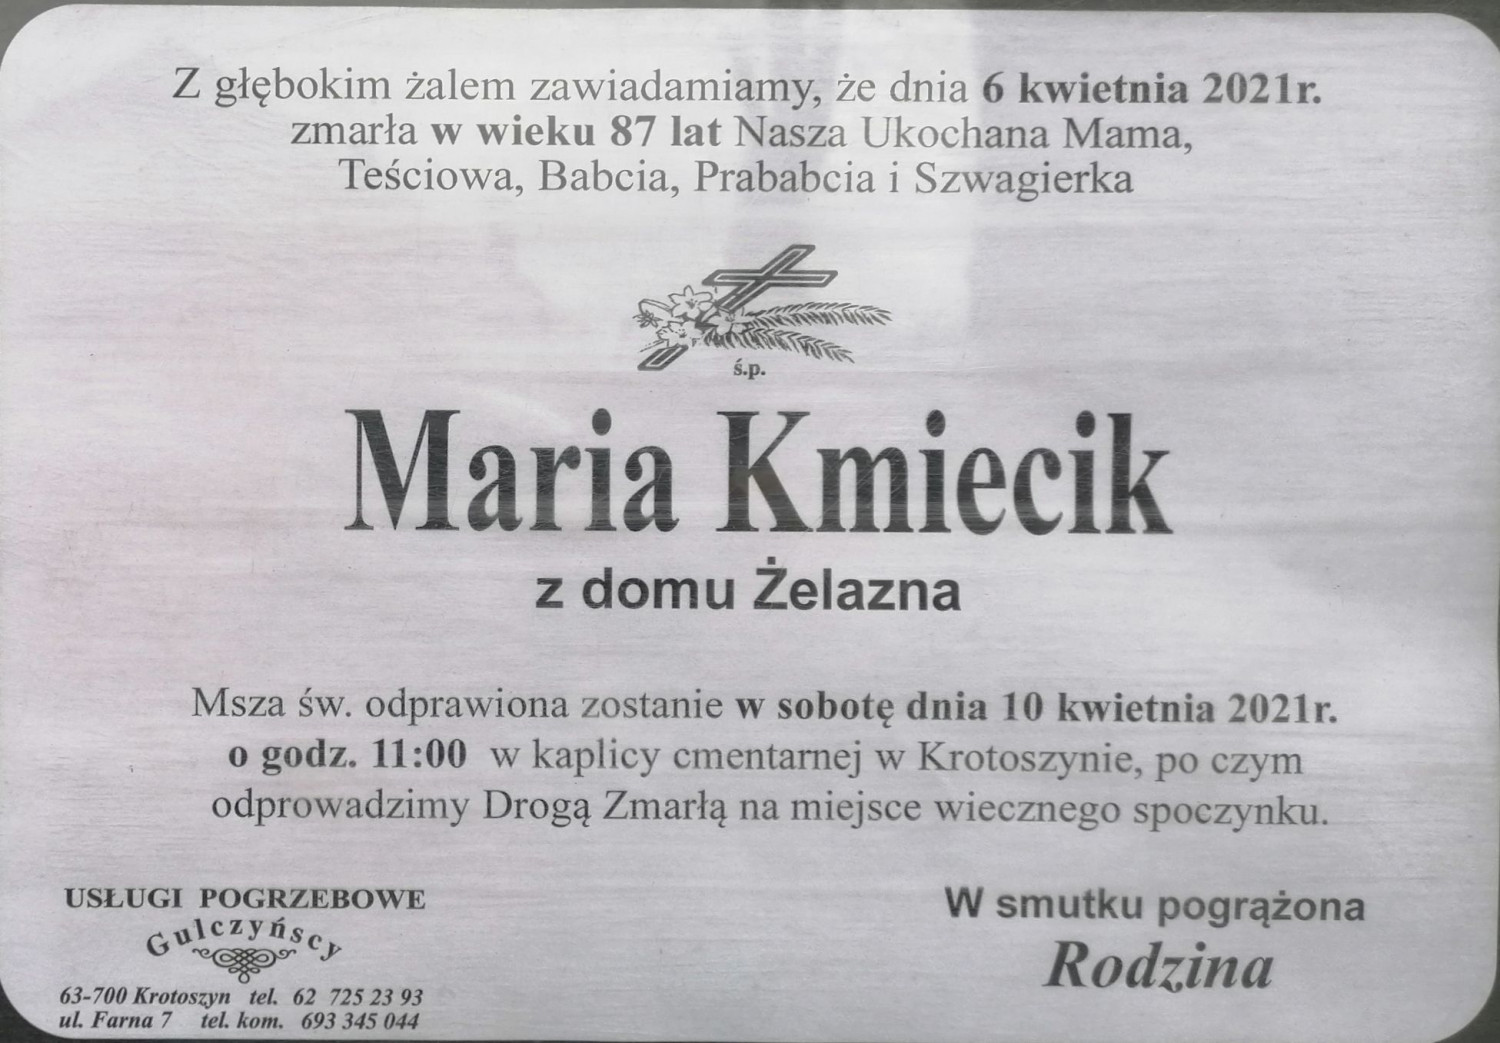 Z głębokim żalem zawiadamiamy, że dnia 6 kwietnia 2021r.
zmarła w wieku 87 lat Nasza Ukochana Mama,
Teściowa, Babcia, Prababcia i Szwagierka
ś.p.
Maria Kmiecik
z domu Żelazna
Msza św. odprawiona zostanie w sobotę dnia 10 kwietnia 2021r.
o godz. 11:00 w kaplicy cmentarnej w Krotoszynie, po czym
odprowadzimy Drogą Zmarłą na miejsce wiecznego spoczynku.
USŁUGI POGRZEBOWE
Gulczyńscy
63-700 Krotoszyn tel. 62 725 23 93
ul. Farna 7 tel. kom. 693 345 044
W smutku pogrążona
Rodzina